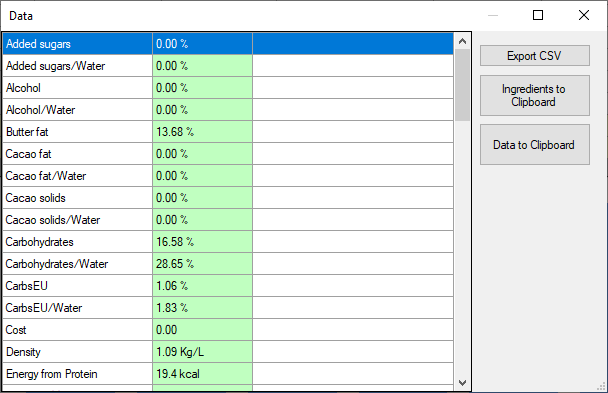 Data
Added sugars 0.00 %
Added sugars/Water 0.00 %
Alcohol 0.00 %
Alcohol/Water 0.00 %
Butter fat 13.68 %
Cacao fat 0.00 %
Cacao fat/Water 0.00 %
Cacao solids 0.00 %
Cacao solids/Water 0.00 %
Carbohydrates 16.58 %
Carbohydrates/Water 28.65 %
CarbsEU 1.06 %
CarbsEU/Water 1.83 %
Cost 0.00
Density 1.09 Kg/L
Energy from Protein 19.4 kcal
Export CSV
Ingredients to
Clipboard
Data to Clipboard